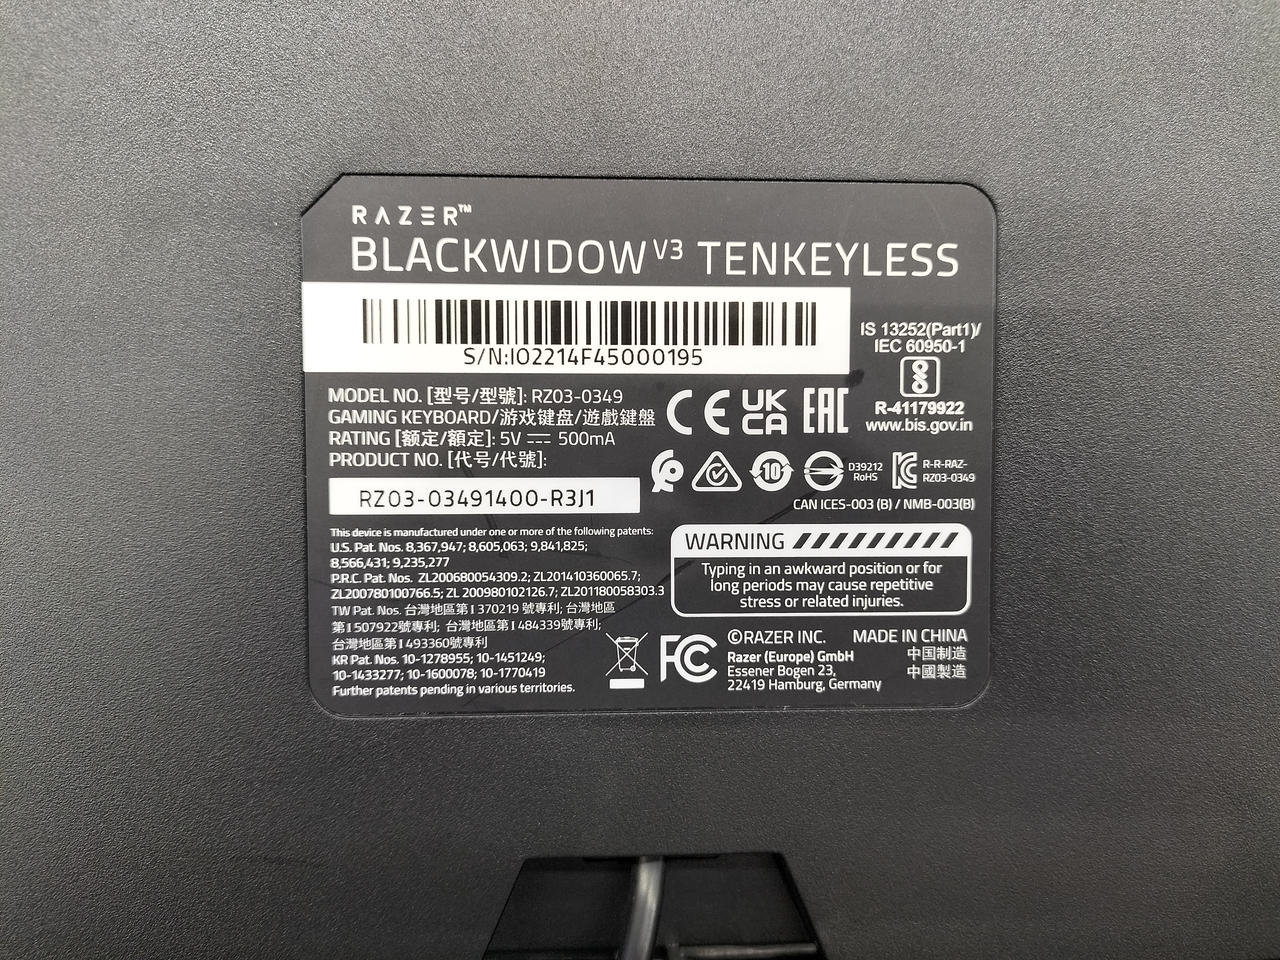 RAZER™
BLACKWIDOW V3 TENKEYLESS
S/N:IO2214F45000195
IS 13252(Part1)/
IEC 60950-1
R-41179922
www.bis.gov.in
MODEL NO. [型号/型號]: RZ03-0349
GAMING KEYBOARD/游戏键盘/遊戲鍵盤
RATING [额定/額定]: 5V ⎓ 500mA
PRODUCT NO. [代号/代號]:
RZ03-03491400-R3J1
CE UK CA EAC
10
D39212
RoHS
R-R-RAZ-
RZ03-0349
CAN ICES-003 (B) / NMB-003(B)
This device is manufactured under one or more of the following patents:
U.S. Pat. Nos. 8,367,947; 8,605,063; 9,841,825;
8,566,431; 9,235,277
P.R.C. Pat. Nos. ZL200680054309.2; ZL201410360065.7;
ZL200780100766.5; ZL 200980102126.7; ZL201180058303.3
TW Pat. Nos. 台灣地區第I 370219 號專利; 台灣地區
第I 507922號專利; 台灣地區第I 484339號專利;
台灣地區第I 493360號專利
KR Pat. Nos. 10-1278955; 10-1451249;
10-1433277; 10-1600078; 10-1770419
Further patents pending in various territories.
WARNING
Typing in an awkward position or for
long periods may cause repetitive
stress or related injuries.
FC
©RAZER INC.
Razer (Europe) GmbH
Essener Bogen 23,
22419 Hamburg, Germany
MADE IN CHINA
中国制造
中國製造